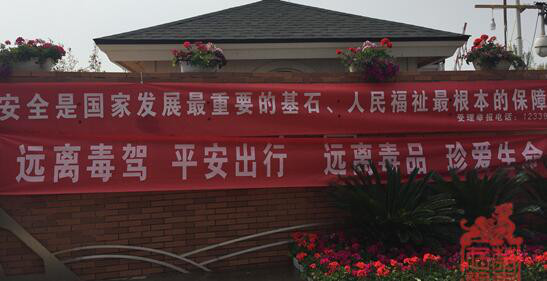 安全是国家发展最重要的基石、人民福祉最根本的保障
受理举报电话：12339
远离毒驾 平安出行 远离毒品 珍爱生命